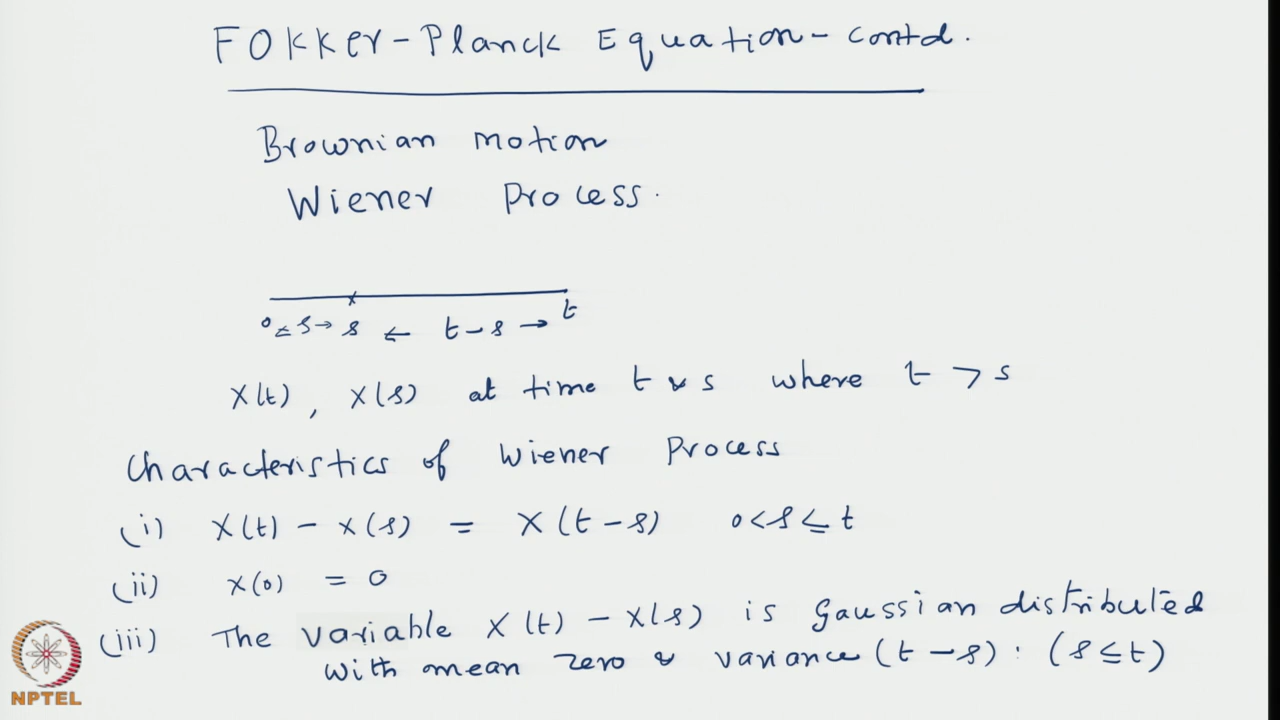 FOKKER-Planck Equation-contd.
Brownian motion
Wiener Process.
0 ← s → s ← t-s → t
X(t), X(s) at time t & s where t > s
Characteristics of Wiener Process
(i) X(t) - X(s) = X(t-s) 0<s≤t
(ii) X(0) = 0
(iii) The variable X(t) - X(s) is Gaussian distributed
with mean zero & variance (t-s) : (s≤t)
NPTEL